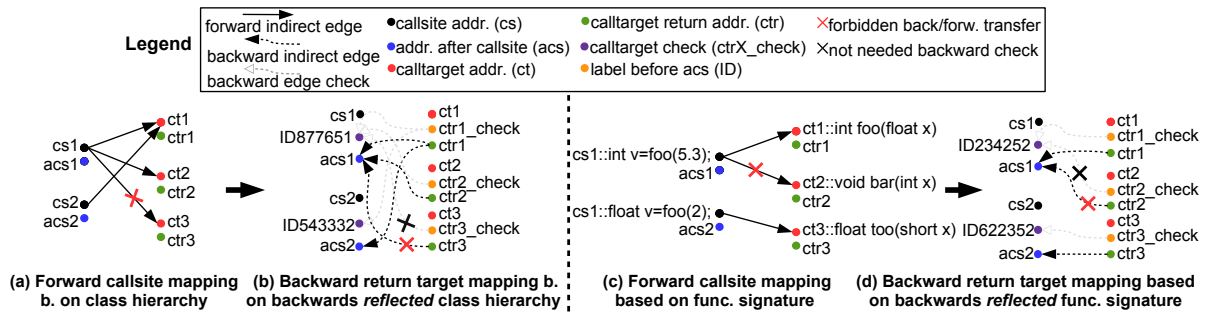 Legend
forward indirect edge
backward indirect edge
backward edge check
callsite addr. (cs)
addr. after callsite (acs)
calltarget addr. (ct)
calltarget return addr. (ctr)
calltarget check (ctrX_check)
label before acs (ID)
forbidden back/forw. transfer
not needed backward check
cs1
acs1
cs2
acs2
ct1
ctr1
ct2
ctr2
ct3
ctr3
(a) Forward callsite mapping
b. on class hierarchy
cs1
ID877651
acs1
cs2
ID543332
acs2
ct1
ctr1_check
ctr1
ct2
ctr2_check
ctr2
ct3
ctr3_check
ctr3
(b) Backward return target mapping b.
on backwards reflected class hierarchy
cs1::int v=foo(5.3);
acs1
cs1::float v=foo(2);
acs2
ct1::int foo(float x)
ctr1
ct2::void bar(int x)
ctr2
ct3::float too(short x)
ctr3
(c) Forward callsite mapping
based on func. signature
cs1
ID234252
acs1
cs2
ID622352
acs2
ct1
ctr1_check
ctr1
ct2
ctr2_check
ctr2
ct3
ctr3_check
ctr3
(d) Backward return target mapping based
on backwards reflected func. signature